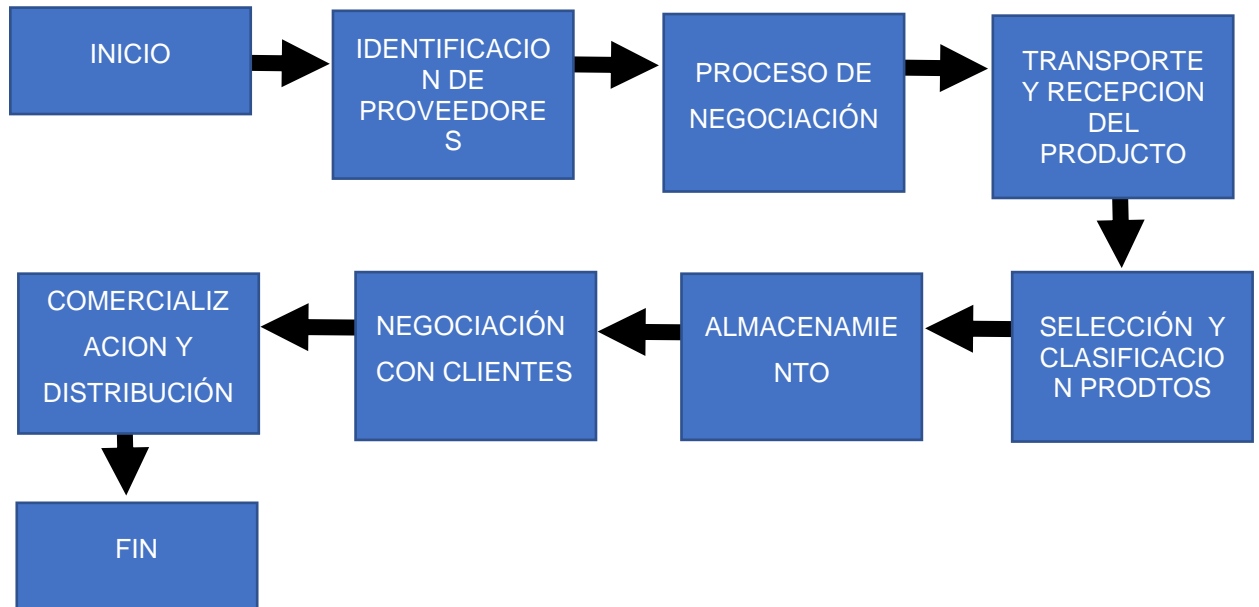 INICIO
IDENTIFICACIO
N DE
PROVEEDORE
S
PROCESO DE
NEGOCIACIÓN
TRANSPORTE
Y RECEPCION
DEL
PRODJCTO
SELECCIÓN Y
CLASIFICACIO
N PRODTOS
ALMACENAMIE
NTO
NEGOCIACIÓN
CON CLIENTES
COMERCIALIZ
ACION Y
DISTRIBUCIÓN
FIN